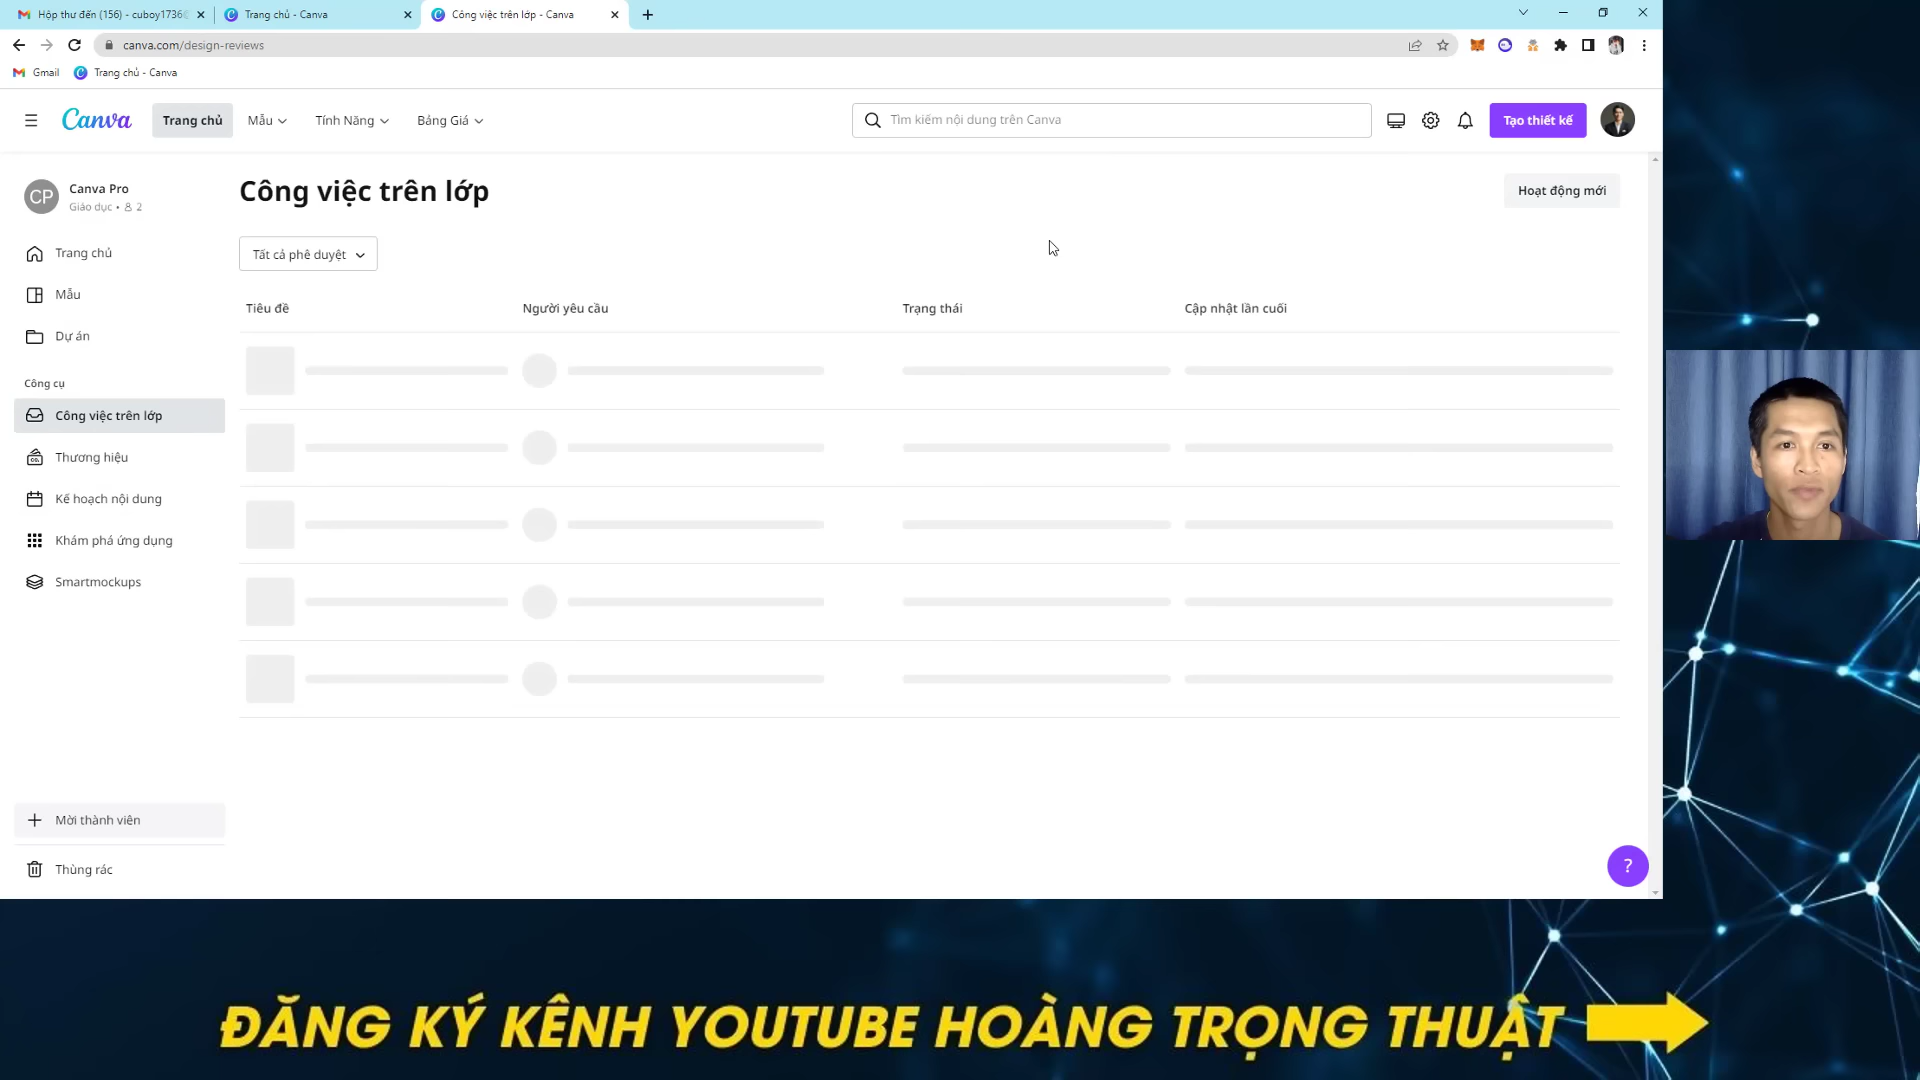 Hộp thư đến (156) - cuboy1736
Trang chủ - Canva
Công việc trên lớp - Canva
canva.com/design-reviews
Gmail
Trang chủ - Canva
Canva
Trang chủ
Mẫu
Tính Năng
Bảng Giá
Tìm kiếm nội dung trên Canva
Tạo thiết kế
CP
Canva Pro
Giáo dục • 2
Công việc trên lớp
Hoạt động mới
Trang chủ
Mẫu
Dự án
Công cụ
Công việc trên lớp
Thương hiệu
Kế hoạch nội dung
Khám phá ứng dụng
Smartmockups
Tất cả phê duyệt
Tiêu đề
Người yêu cầu
Trạng thái
Cập nhật lần cuối
Mời thành viên
Thùng rác
?
ĐĂNG KÝ KÊNH YOUTUBE HOÀNG TRỌNG THUẬT